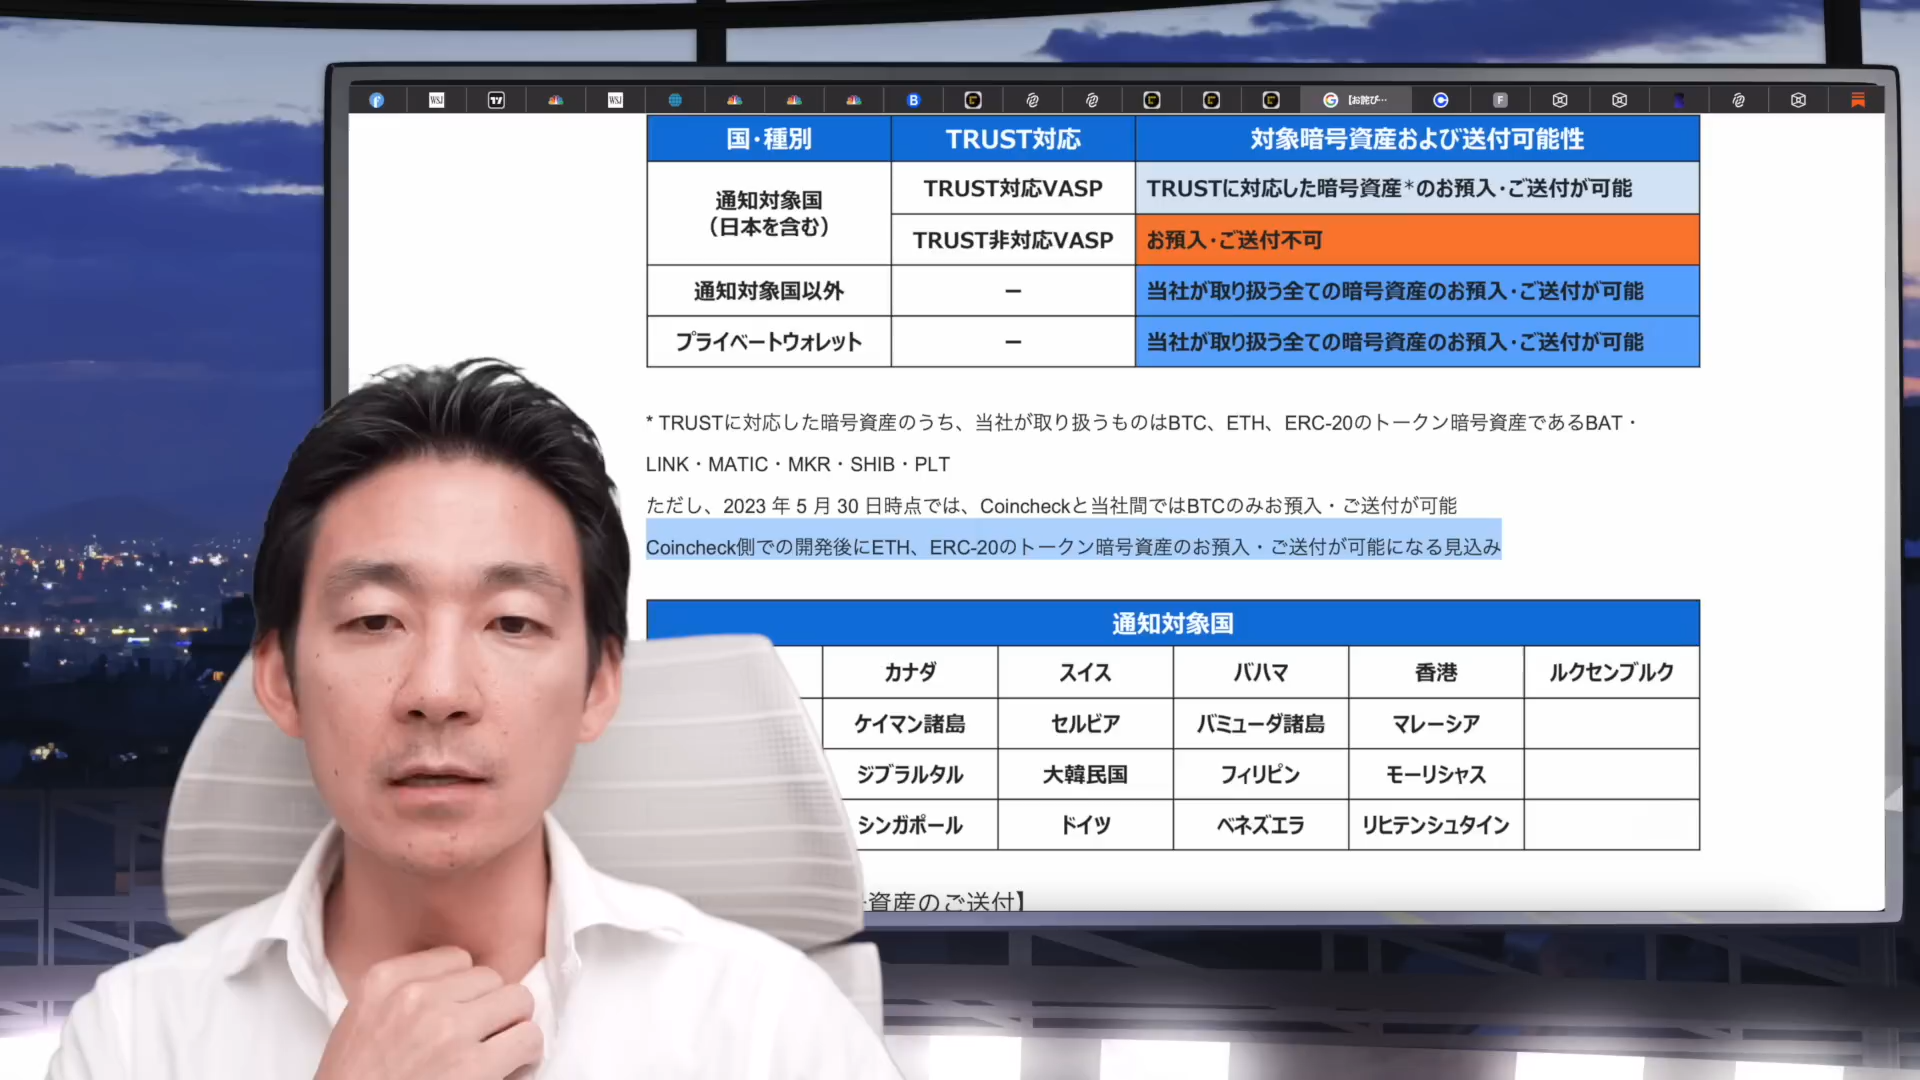 WSJ
WSJ
B
【お詫び…
F
国・種別 TRUST対応 対象暗号資産および送付可能性
通知対象国
（日本を含む）
TRUST対応VASP TRUSTに対応した暗号資産*のお預入・ご送付が可能
TRUST非対応VASP お預入・ご送付不可
通知対象国以外 － 当社が取り扱う全ての暗号資産のお預入・ご送付が可能
プライベートウォレット － 当社が取り扱う全ての暗号資産のお預入・ご送付が可能
* TRUSTに対応した暗号資産のうち、当社が取り扱うものはBTC、ETH、ERC-20のトークン暗号資産であるBAT・
LINK・MATIC・MKR・SHIB・PLT
ただし、2023 年 5 月 30 日時点では、Coincheckと当社間ではBTCのみお預入・ご送付が可能
Coincheck側での開発後にETH、ERC-20のトークン暗号資産のお預入・ご送付が可能になる見込み
通知対象国
カナダ スイス バハマ 香港 ルクセンブルク
ケイマン諸島 セルビア バミューダ諸島 マレーシア
ジブラルタル 大韓民国 フィリピン モーリシャス
シンガポール ドイツ ベネズエラ リヒテンシュタイン
資産のご送付】